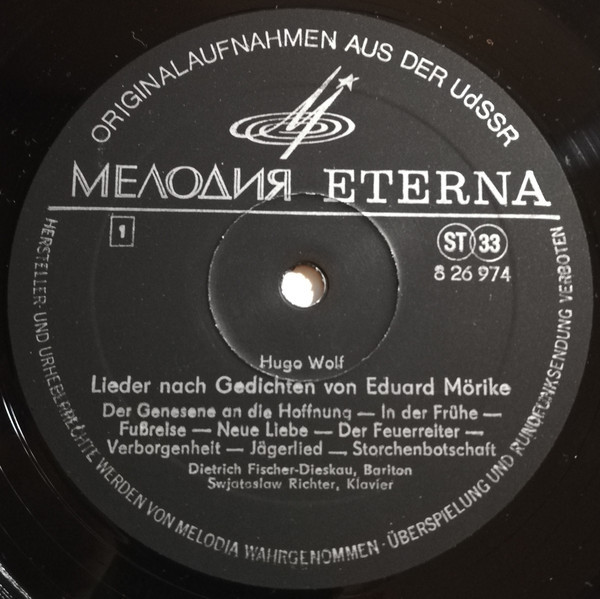 ORIGINALAUFNAHMEN AUS DER UdSSR
МЕЛОДИЯ ETERNA
1
ST 33
8 26 974
Hugo Wolf
Lieder nach Gedichten von Eduard Mörike
Der Genesene an die Hoffnung — In der Frühe —
Fußreise — Neue Liebe — Der Feuerreiter —
Verborgenheit — Jägerlied — Storchenbotschaft
Dietrich Fischer-Dieskau, Bariton
Swjatoslaw Richter, Klavier
HERSTELLER- UND URHEBERRECHTE WERDEN VON MELODIA WAHRGENOMMEN · ÜBERSPIELUNG UND RUNDFUNKSENDUNG VERBOTEN